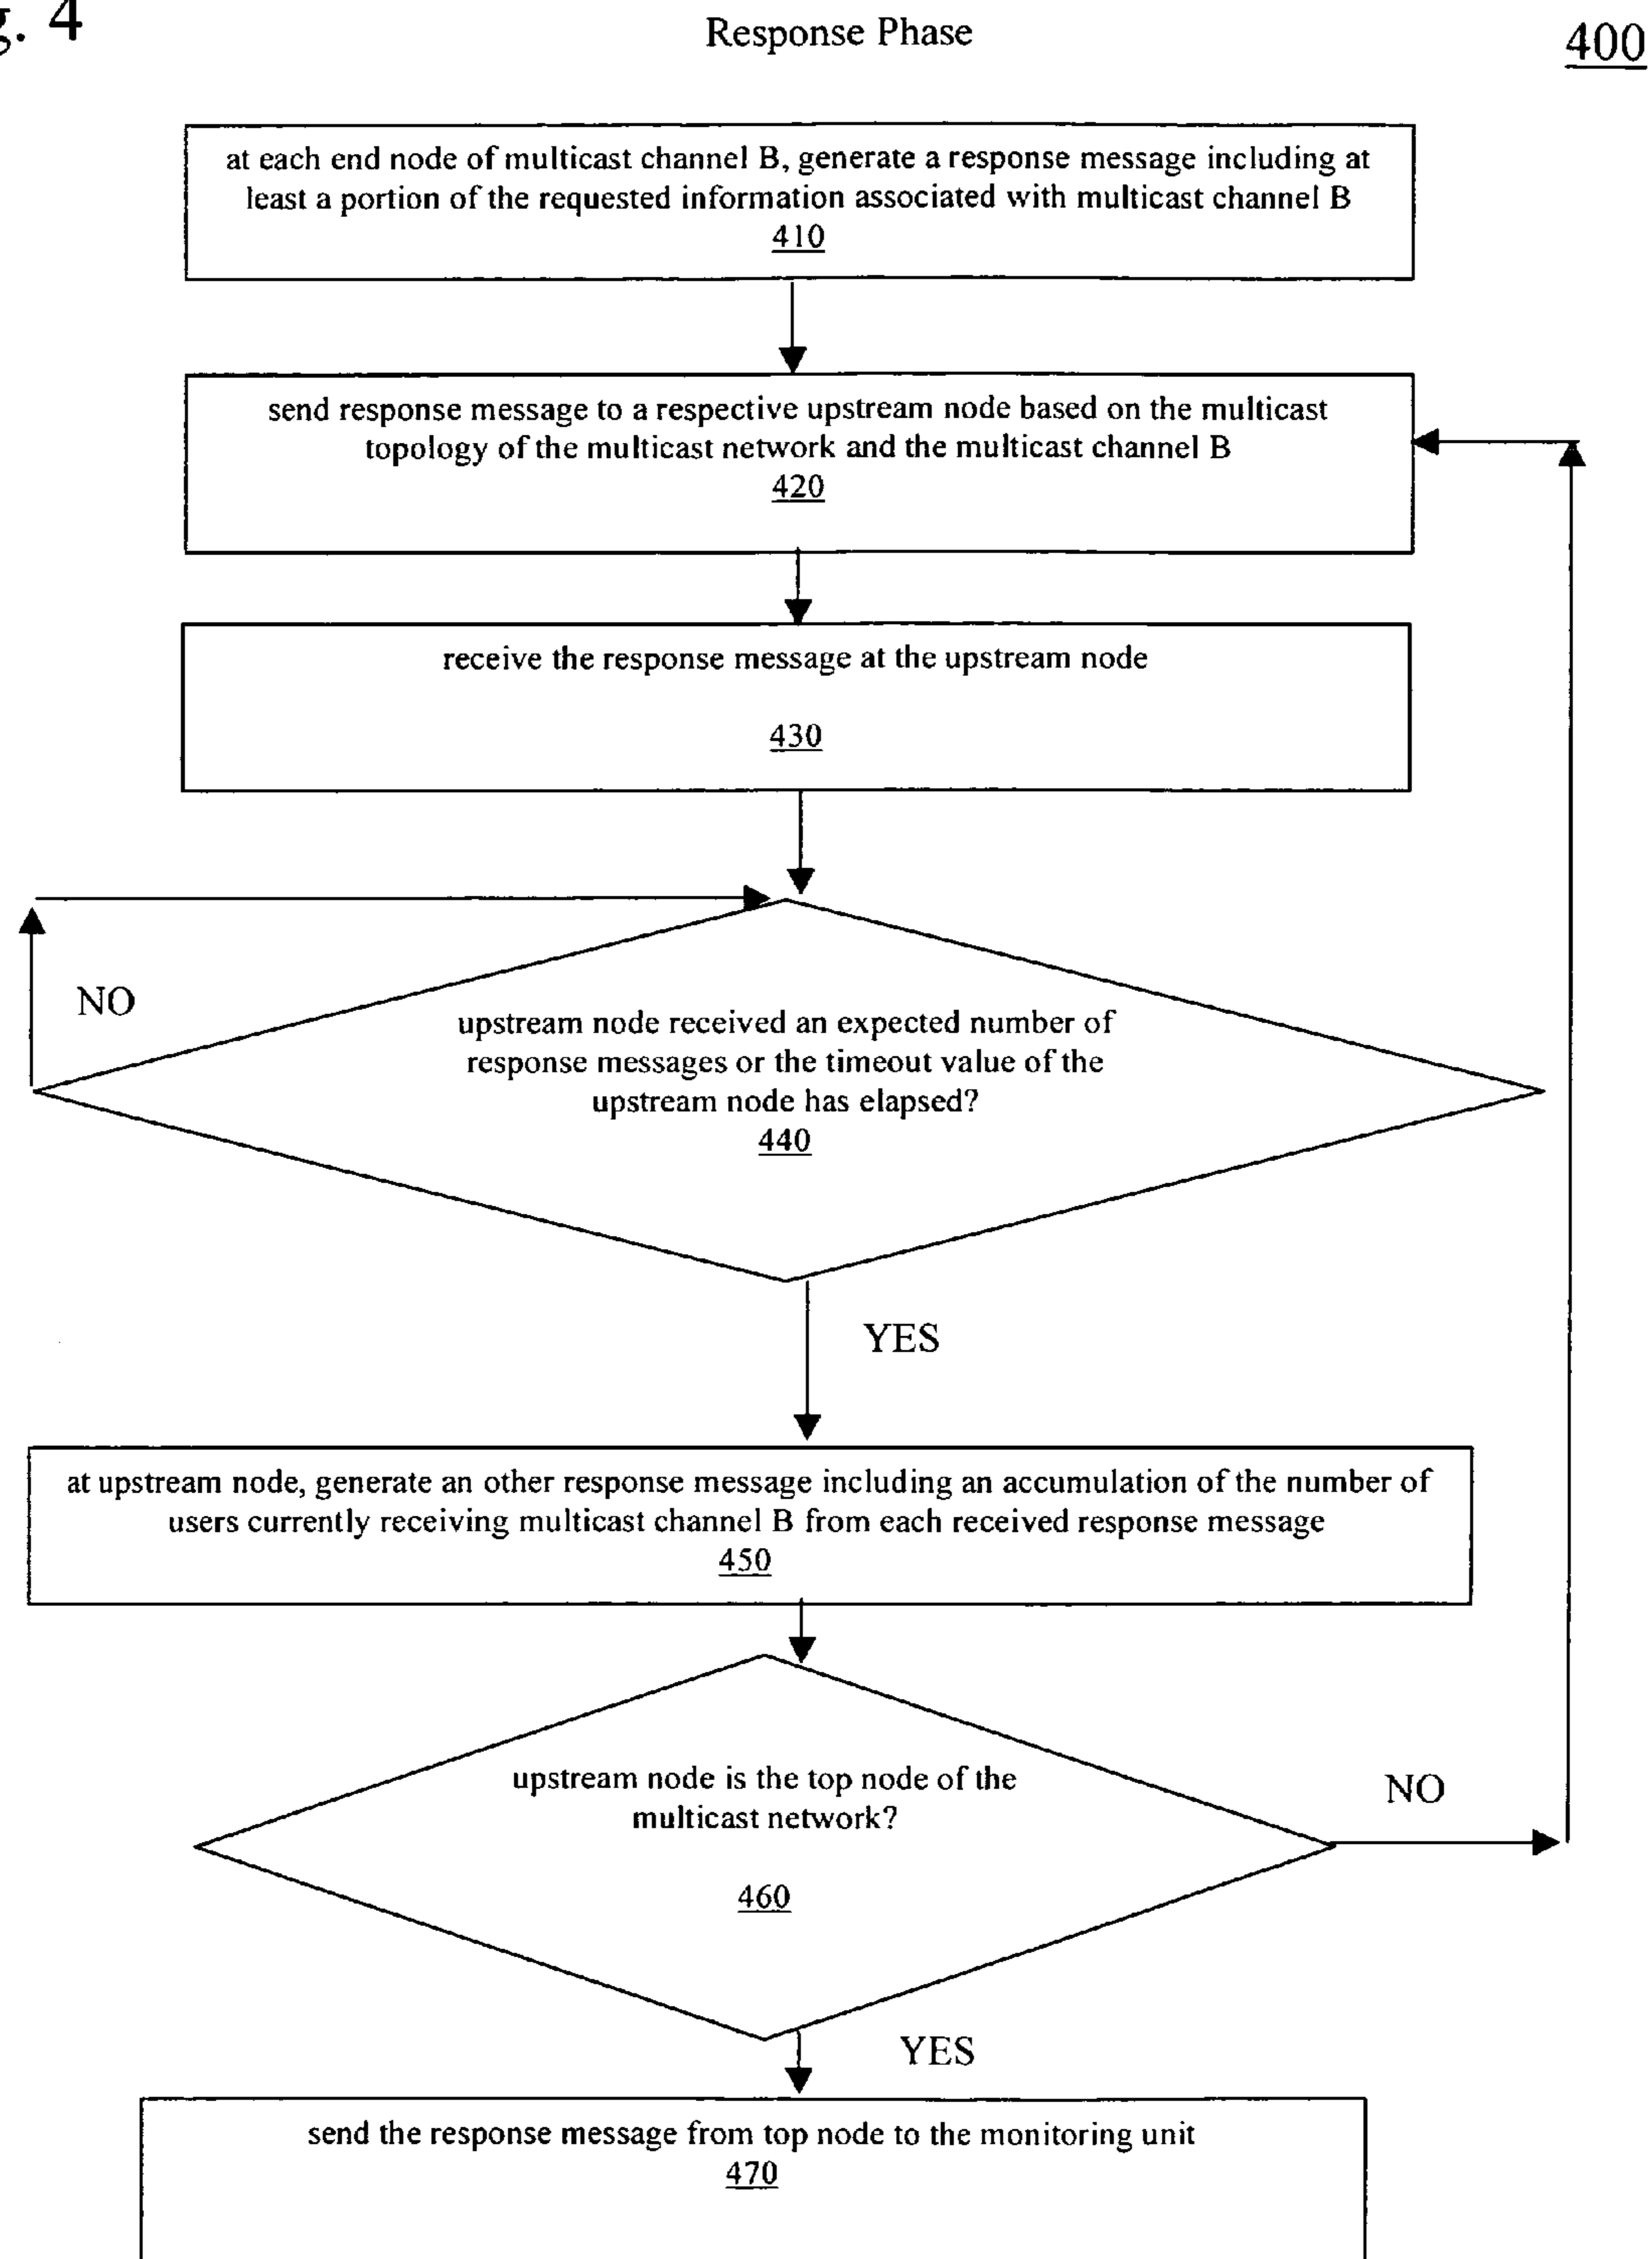 g. 4
Response Phase
400
at each end node of multicast channel B, generate a response message including at
least a portion of the requested information associated with multicast channel B
410
send response message to a respective upstream node based on the multicast
topology of the multicast network and the multicast channel B
420
receive the response message at the upstream node
430
NO
upstream node received an expected number of
response messages or the timeout value of the
upstream node has elapsed?
440
YES
at upstream node, generate an other response message including an accumulation of the number of
users currently receiving multicast channel B from each received response message
450
upstream node is the top node of the
multicast network?
NO
460
YES
send the response message from top node to the monitoring unit
470